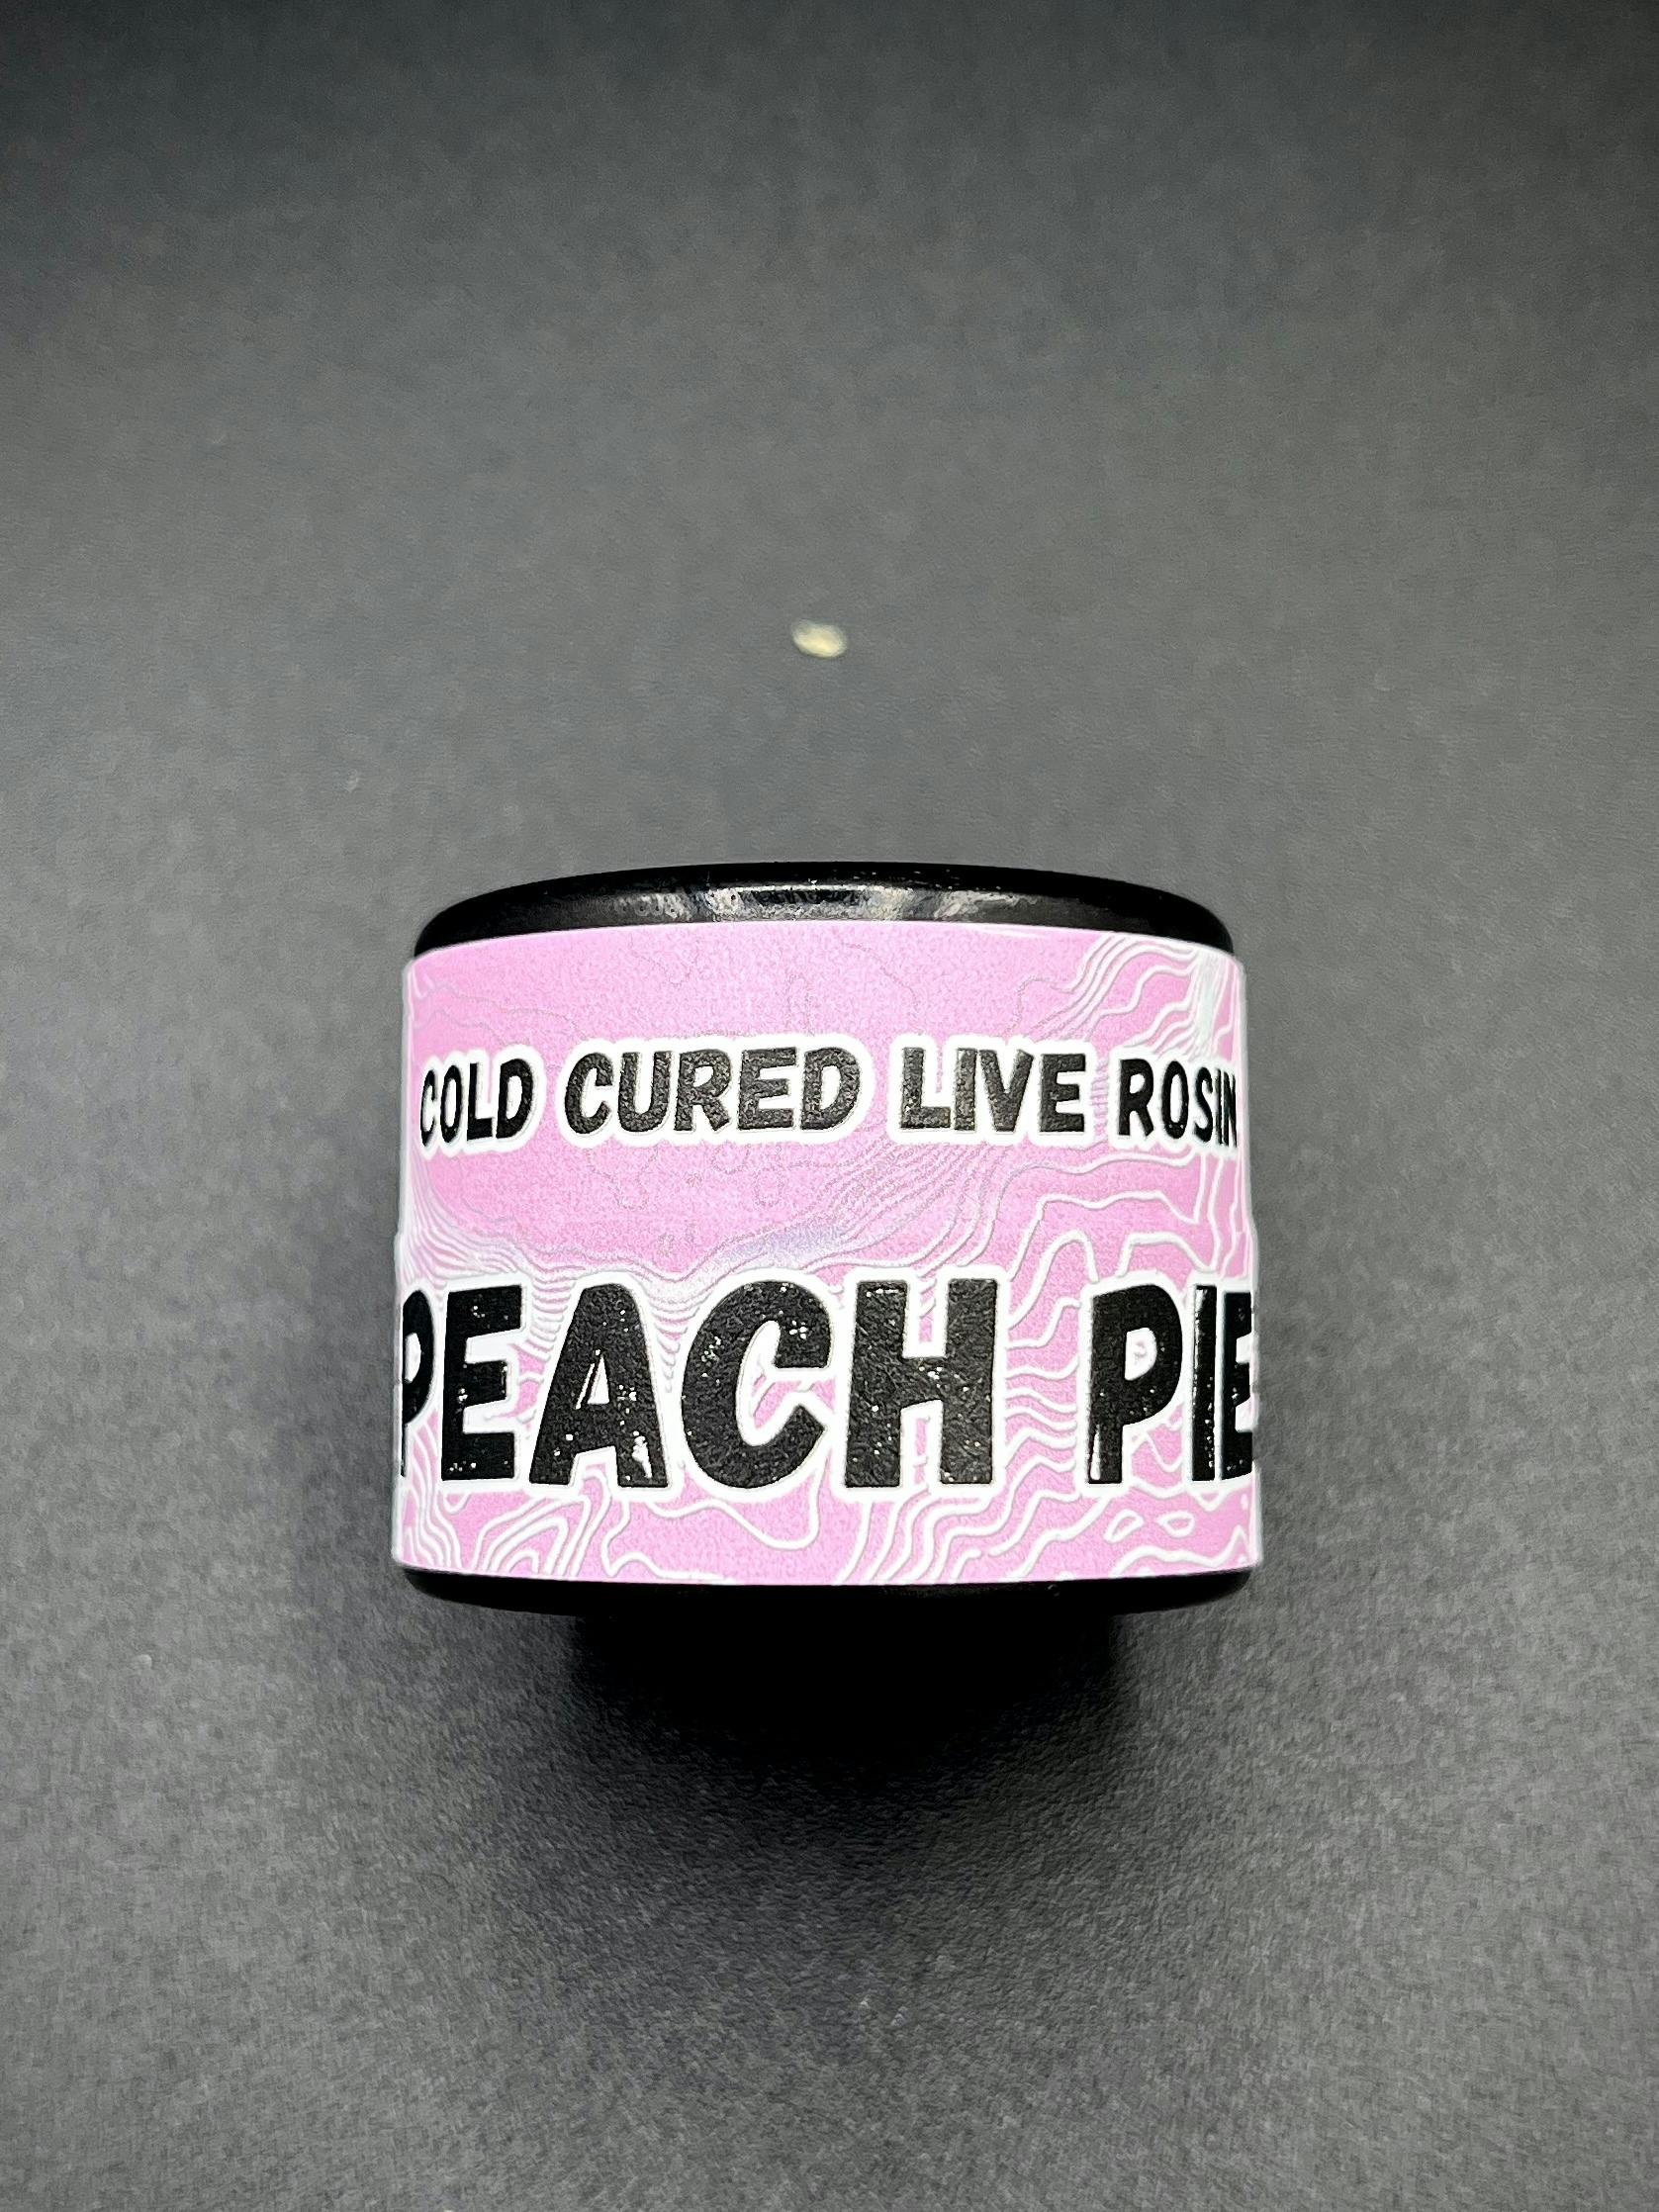 COLD CURED LIVE ROSIN
PEACH PIE